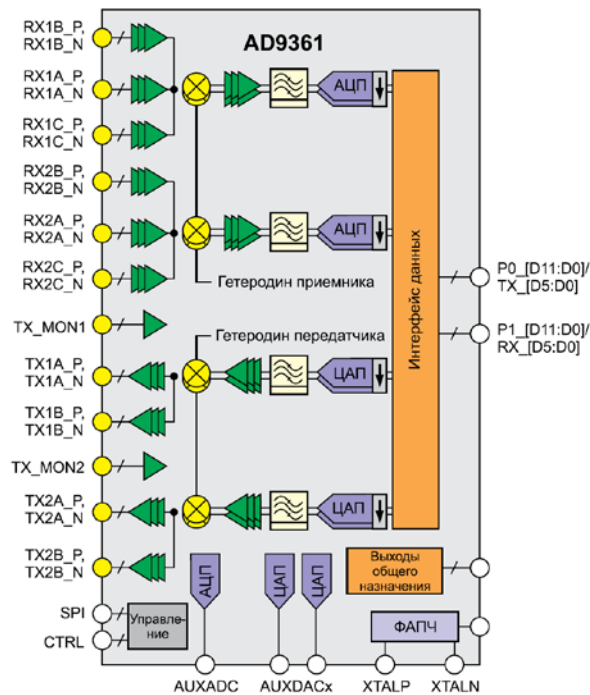 AD9361
RX1B_P,
RX1B_N
RX1A_P,
RX1A_N
АЦП
RX1C_P,
RX1C_N
RX2B_P,
RX2B_N
RX2A_P,
RX2A_N
АЦП
RX2C_P,
RX2C_N
Гетеродин приемника
Интерфейс данных
P0_[D11:D0]/
TX_[D5:D0]
TX_MON1
Гетеродин передатчика
P1_[D11:D0]/
RX_[D5:D0]
TX1A_P,
TX1A_N
ЦАП
TX1B_P,
TX1B_N
TX_MON2
TX2A_P,
TX2A_N
ЦАП
TX2B_P,
TX2B_N
АЦП
ЦАП
ЦАП
Выходы
общего
назначения
SPI
CTRL
Управле-
ние
ФАПЧ
AUXADC
AUXDACx
XTALP
XTALN